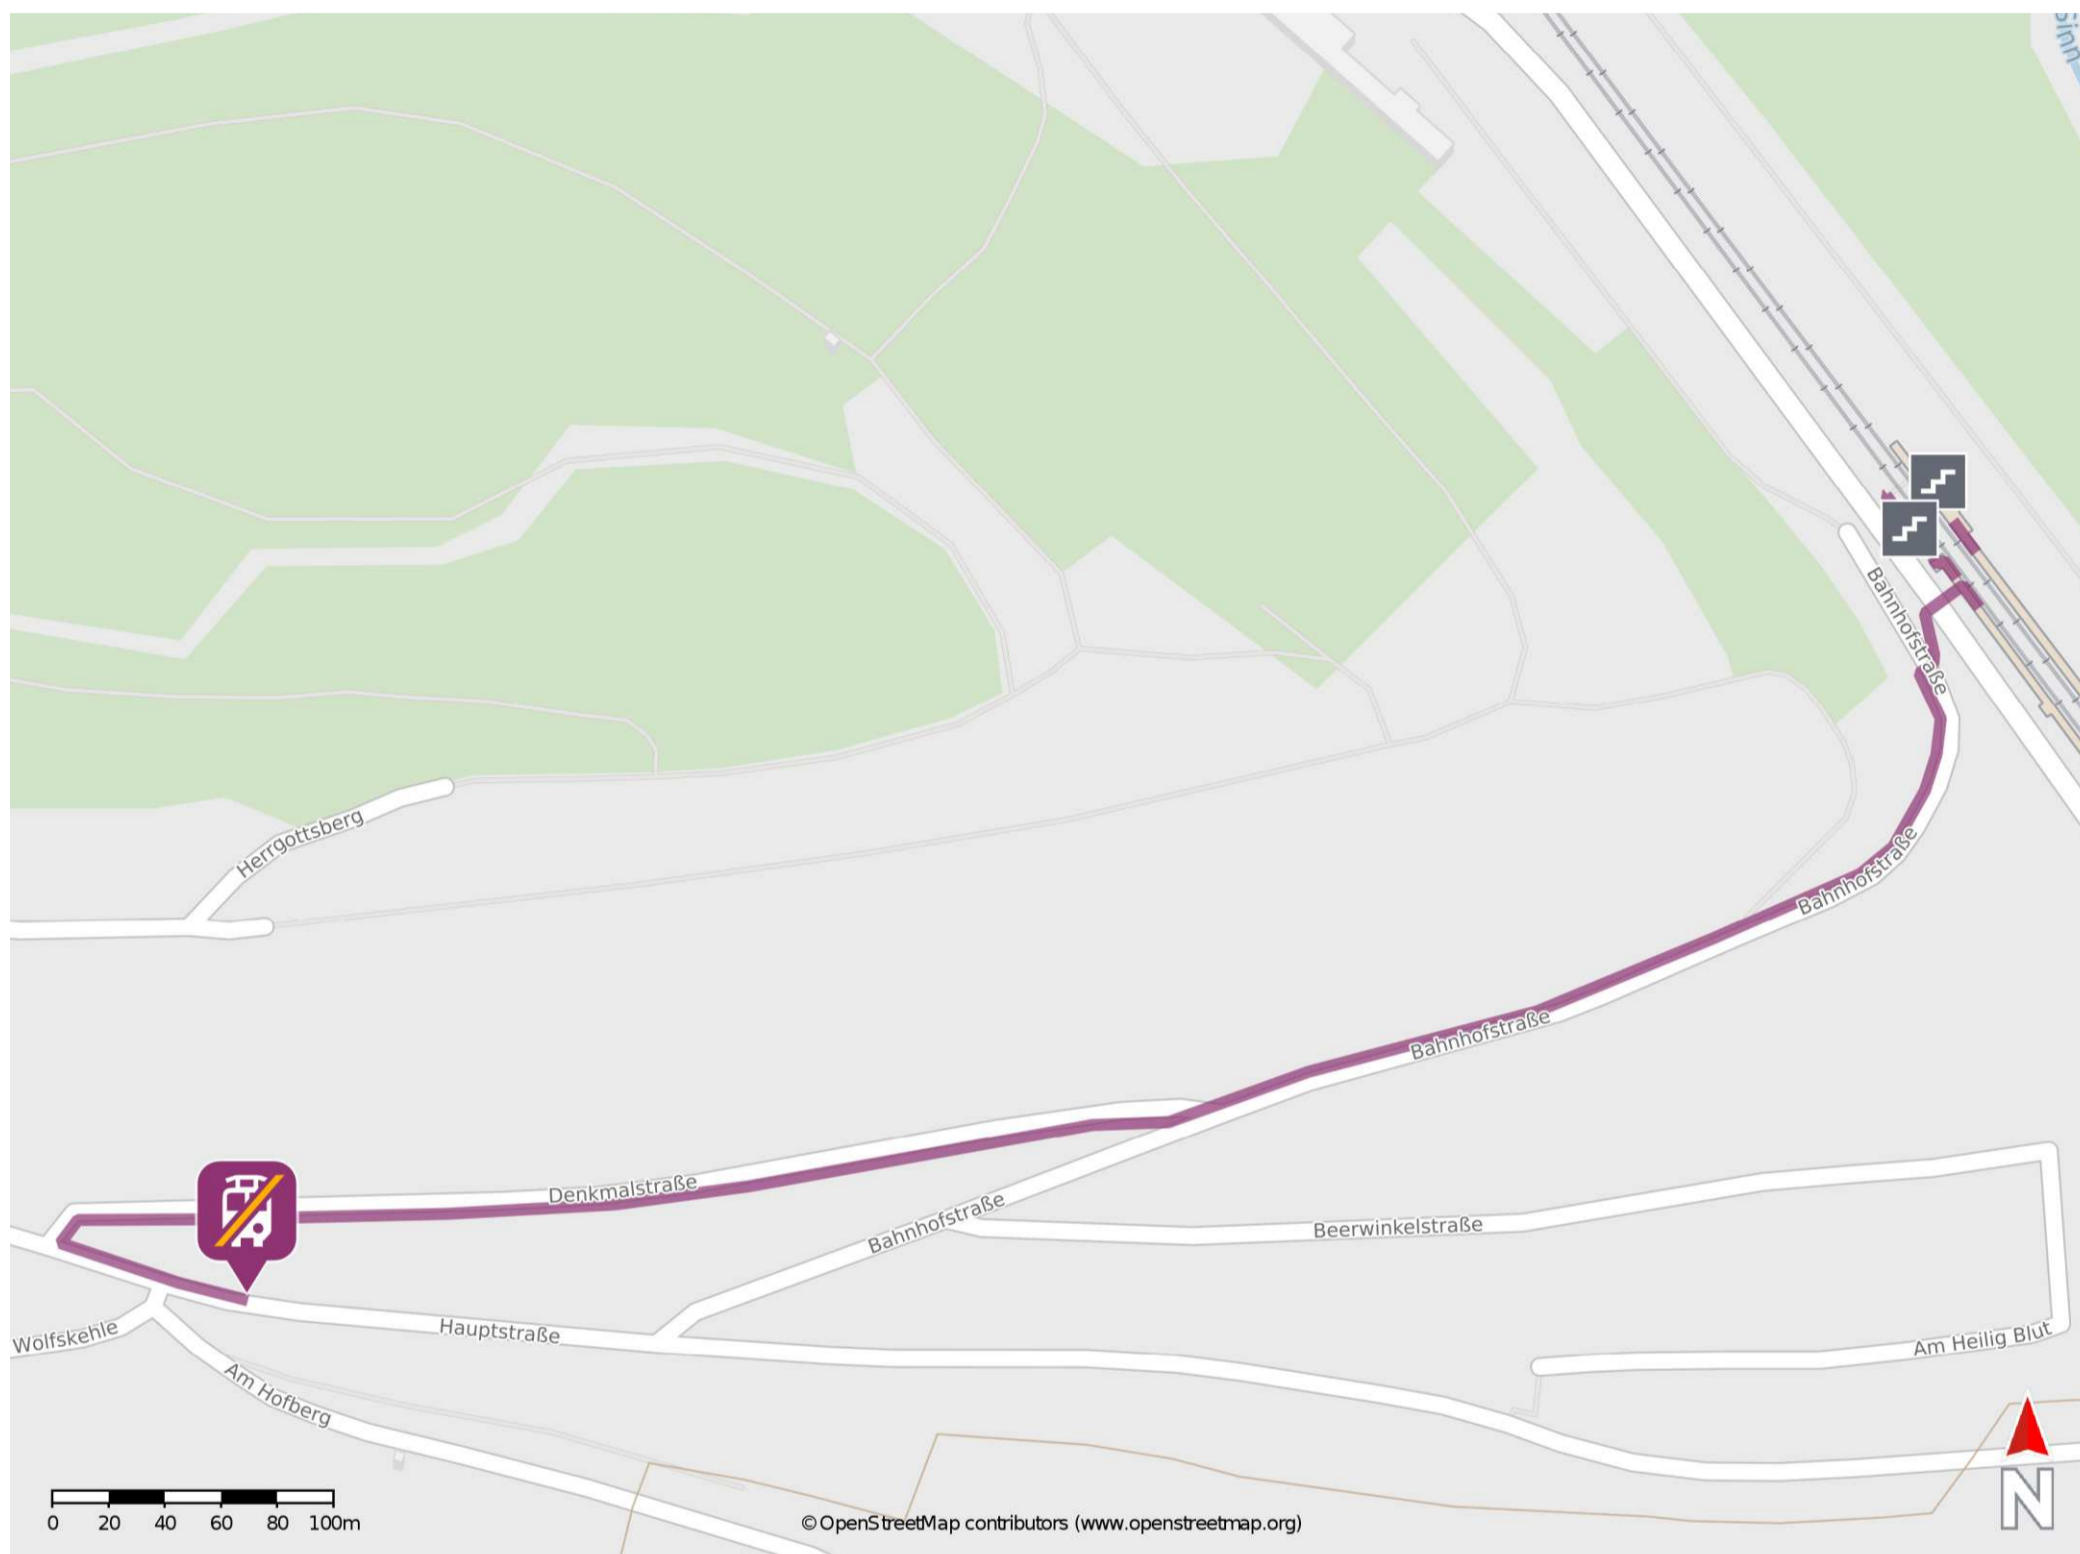 Sinn
Bahnhofstraße
Herrgottsberg
Bahnhofstraße
Bahnhofstraße
Denkmalstraße
Bahnhofstraße
Beerwinkelstraße
Wolfskehle
Hauptstraße
Am Heilig Blut
Am Hofberg
0 20 40 60 80 100m
©OpenStreetMap contributors (www.openstreetmap.org)
N